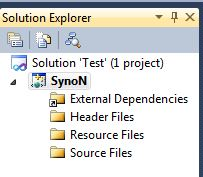 Solution Explorer
Solution 'Test' (1 project)
SynoN
External Dependencies
Header Files
Resource Files
Source Files